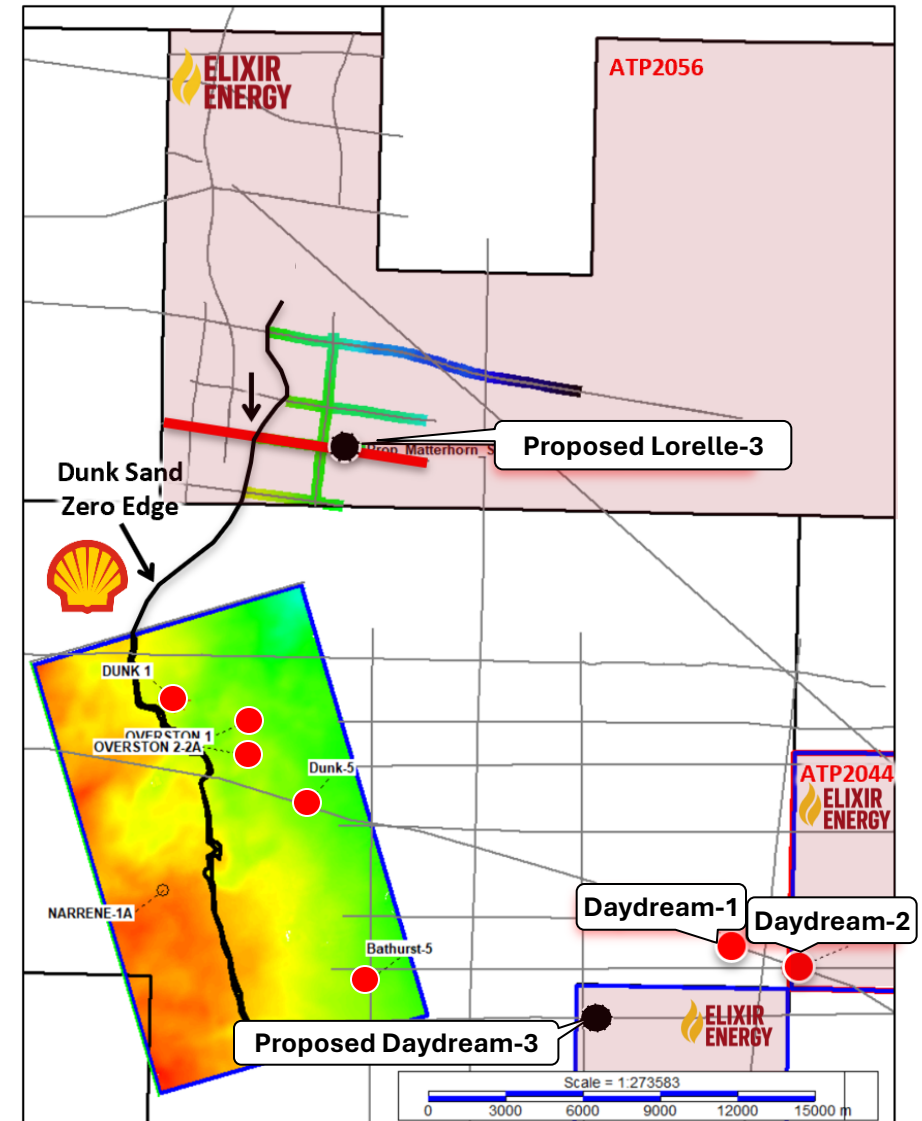 ELIXIR
ENERGY
ATP2056
Proposed Lorelle-3
Prop_Matterhorn_S
Dunk Sand
Zero Edge
DUNK 1
OVERSTON 1
OVERSTON 2-2A
Dunk-5
ATP2044
ELIXIR
ENERGY
NARRENE-1A
Daydream-1
Daydream-2
Bathurst-5
ELIXIR
ENERGY
Proposed Daydream-3
Scale = 1:273583
0 3000 6000 9000 12000 15000 m